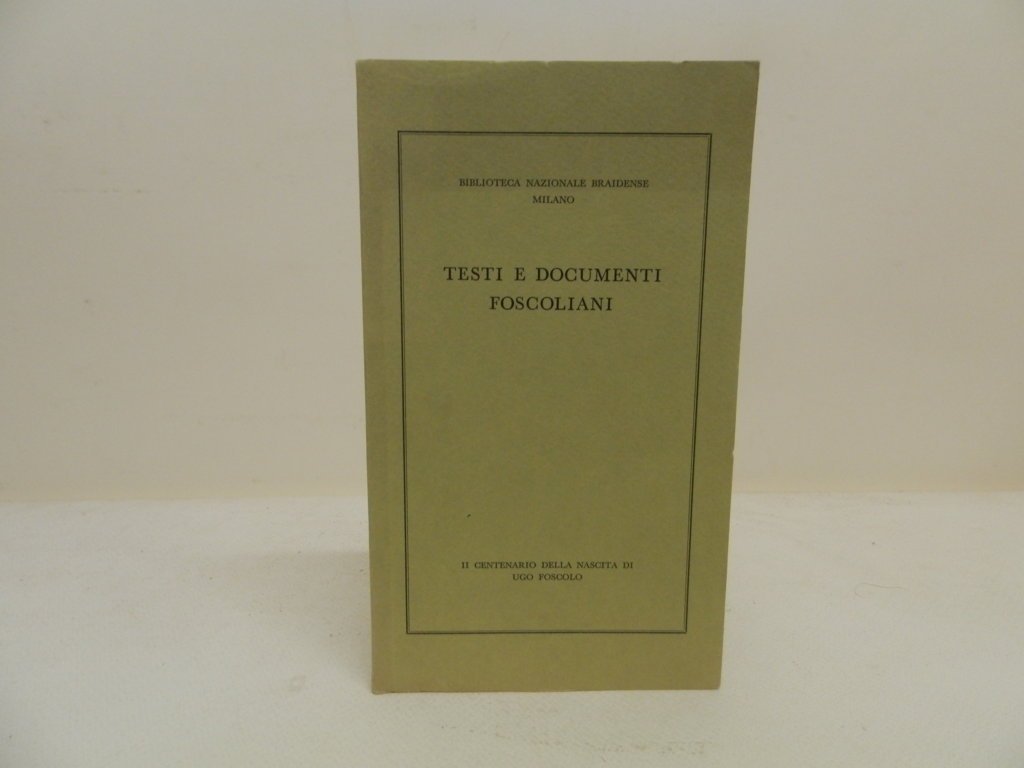 BIBLIOTECA NAZIONALE BRAIDENSE
MILANO
TESTI E DOCUMENTI
FOSCOLIANI
II CENTENARIO DELLA NASCITA DI
UGO FOSCOLO